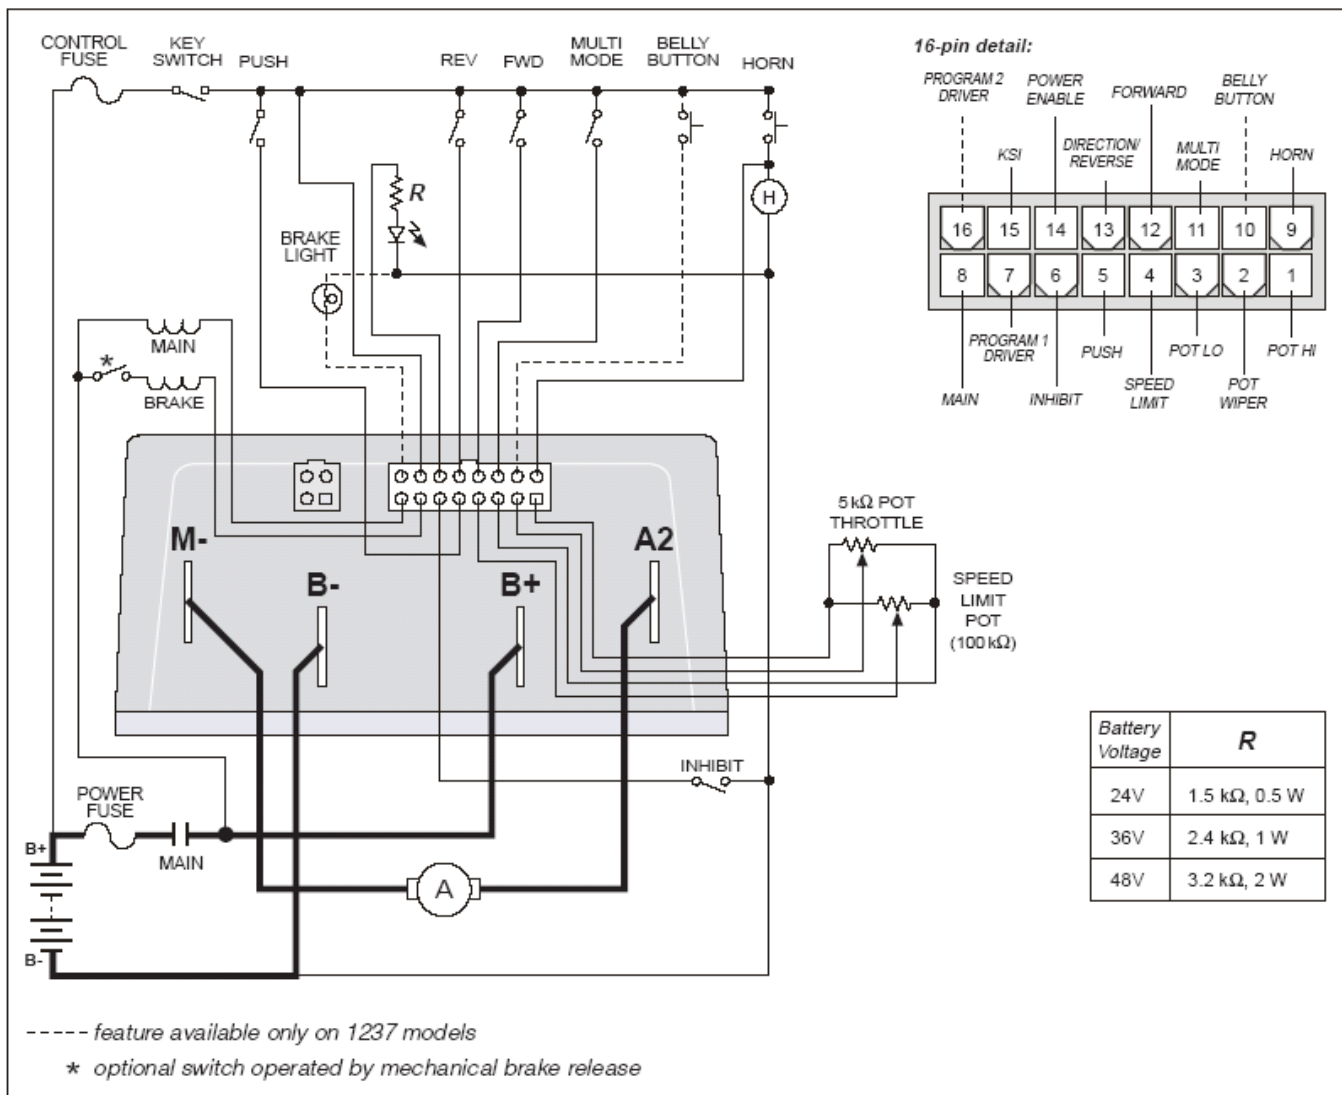 CONTROL
FUSE
KEY
SWITCH
PUSH
REV
FWD
MULTI
MODE
BELLY
BUTTON
HORN
R
H
BRAKE
LIGHT
MAIN
*
BRAKE
M-
B-
B+
A2
5 kΩ POT
THROTTLE
SPEED
LIMIT
POT
(100 kΩ)
INHIBIT
POWER
FUSE
MAIN
B+
B-
A
16-pin detail:
PROGRAM 2
DRIVER
POWER
ENABLE
FORWARD
BELLY
BUTTON
KSI
DIRECTION/
REVERSE
MULTI
MODE
HORN
16 15 14 13 12 11 10 9
8 7 6 5 4 3 2 1
PROGRAM 1
DRIVER
PUSH
POT LO
POT HI
MAIN
INHIBIT
SPEED
LIMIT
POT
WIPER
Battery
Voltage
R
24V 1.5 kΩ, 0.5 W
36V 2.4 kΩ, 1 W
48V 3.2 kΩ, 2 W
----- feature available only on 1237 models
* optional switch operated by mechanical brake release